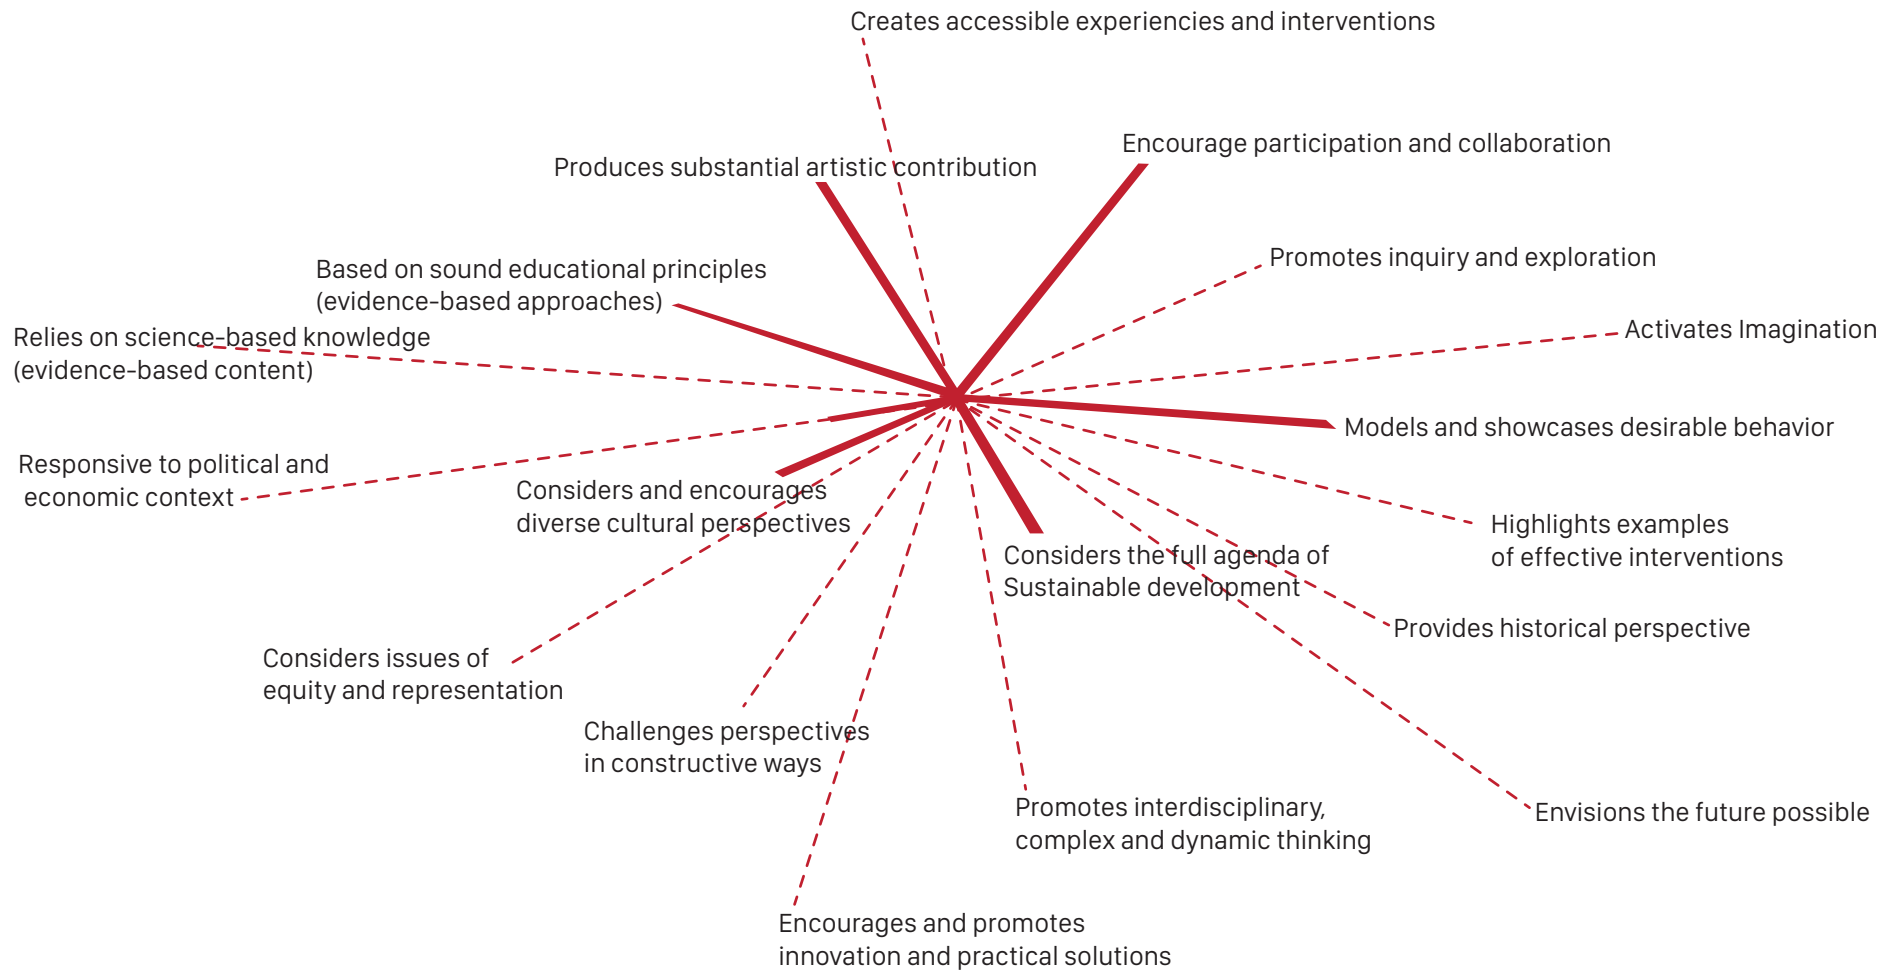 Creates accessible experiencies and interventions
Encourage participation and collaboration
Produces substantial artistic contribution
Promotes inquiry and exploration
Based on sound educational principles
(evidence-based approaches)
Relies on science-based knowledge
(evidence-based content)
Activates Imagination
Models and showcases desirable behavior
Responsive to political and
economic context
Considers and encourages
diverse cultural perspectives
Highlights examples
of effective interventions
Considers the full agenda of
Sustainable development
Provides historical perspective
Considers issues of
equity and representation
Challenges perspectives
in constructive ways
Promotes interdisciplinary,
complex and dynamic thinking
Envisions the future possible
Encourages and promotes
innovation and practical solutions